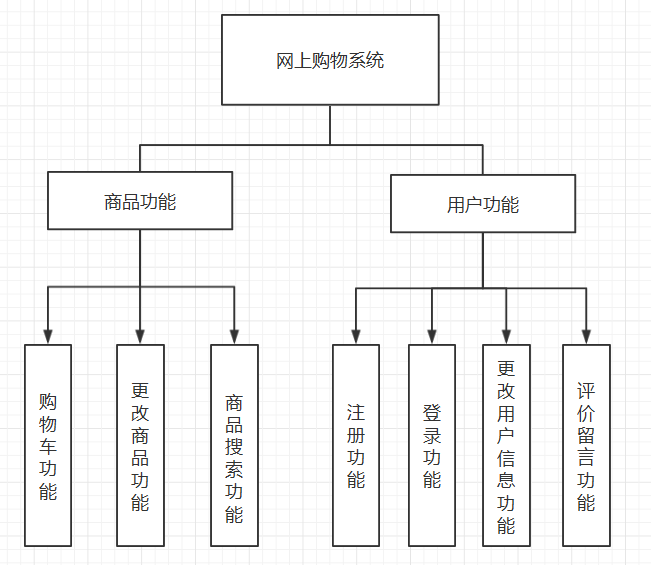 网上购物系统
商品功能
用户功能
购物车功能
更改商品功能
商品搜索功能
注册功能
登录功能
更改用户信息功能
评价留言功能